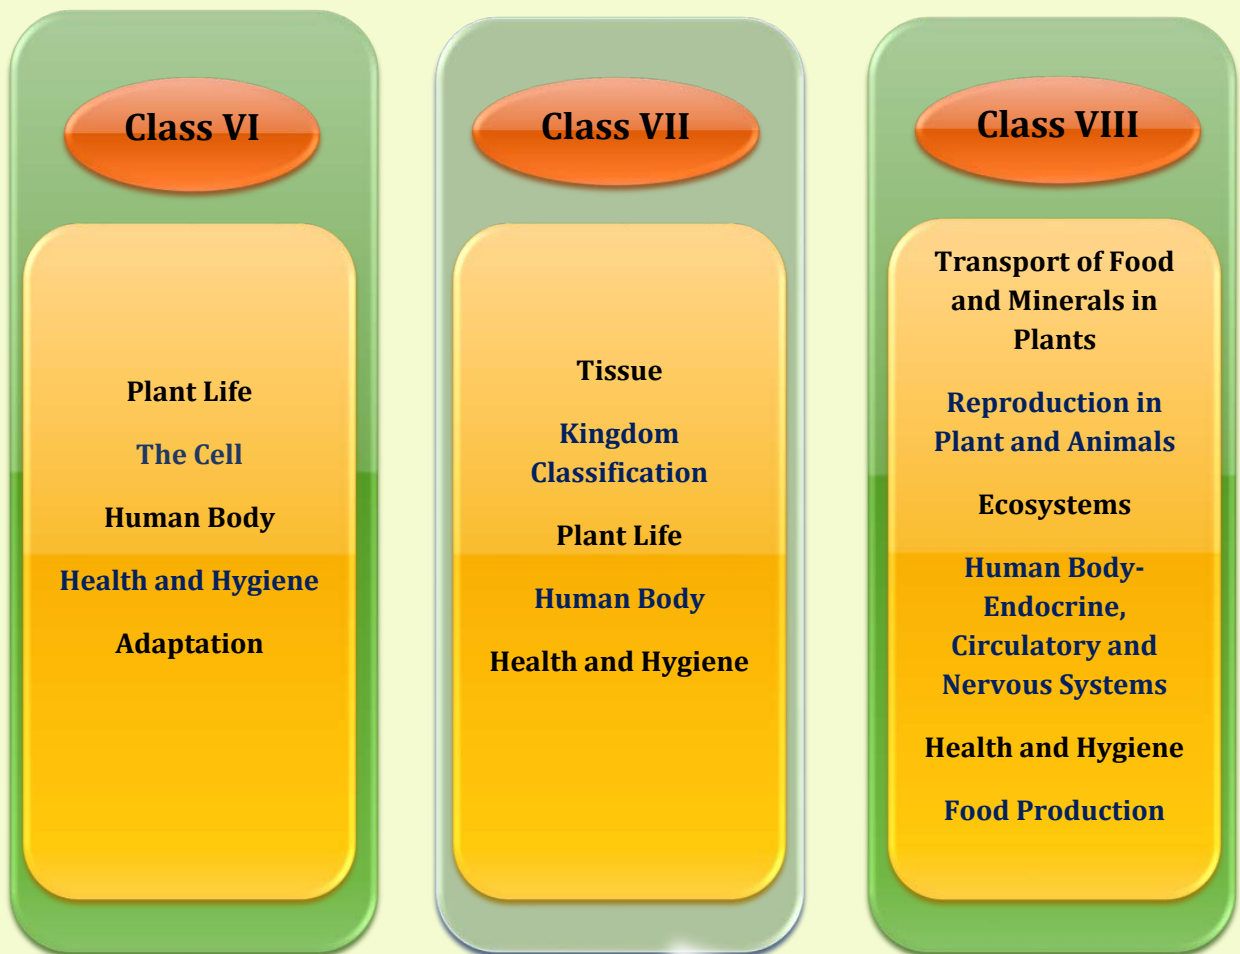 Class VI
Plant Life
The Cell
Human Body
Health and Hygiene
Adaptation
Class VII
Tissue
Kingdom
Classification
Plant Life
Human Body
Health and Hygiene
Class VIII
Transport of Food
and Minerals in
Plants
Reproduction in
Plant and Animals
Ecosystems
Human Body-
Endocrine,
Circulatory and
Nervous Systems
Health and Hygiene
Food Production